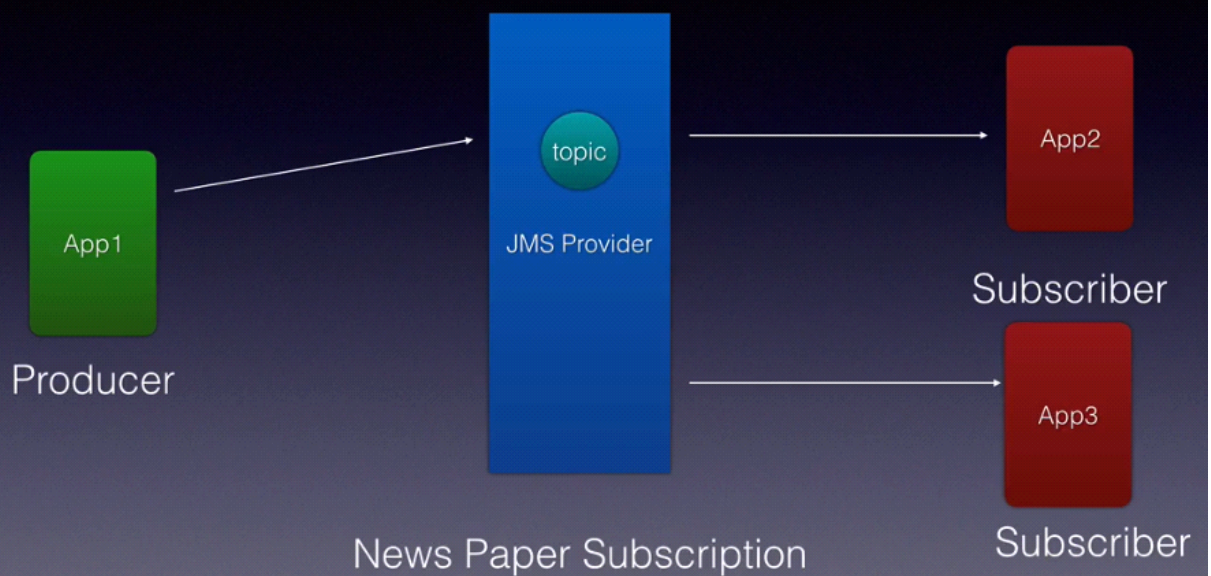 topic
App2
App1
JMS Provider
Subscriber
Producer
App3
News Paper Subscription
Subscriber